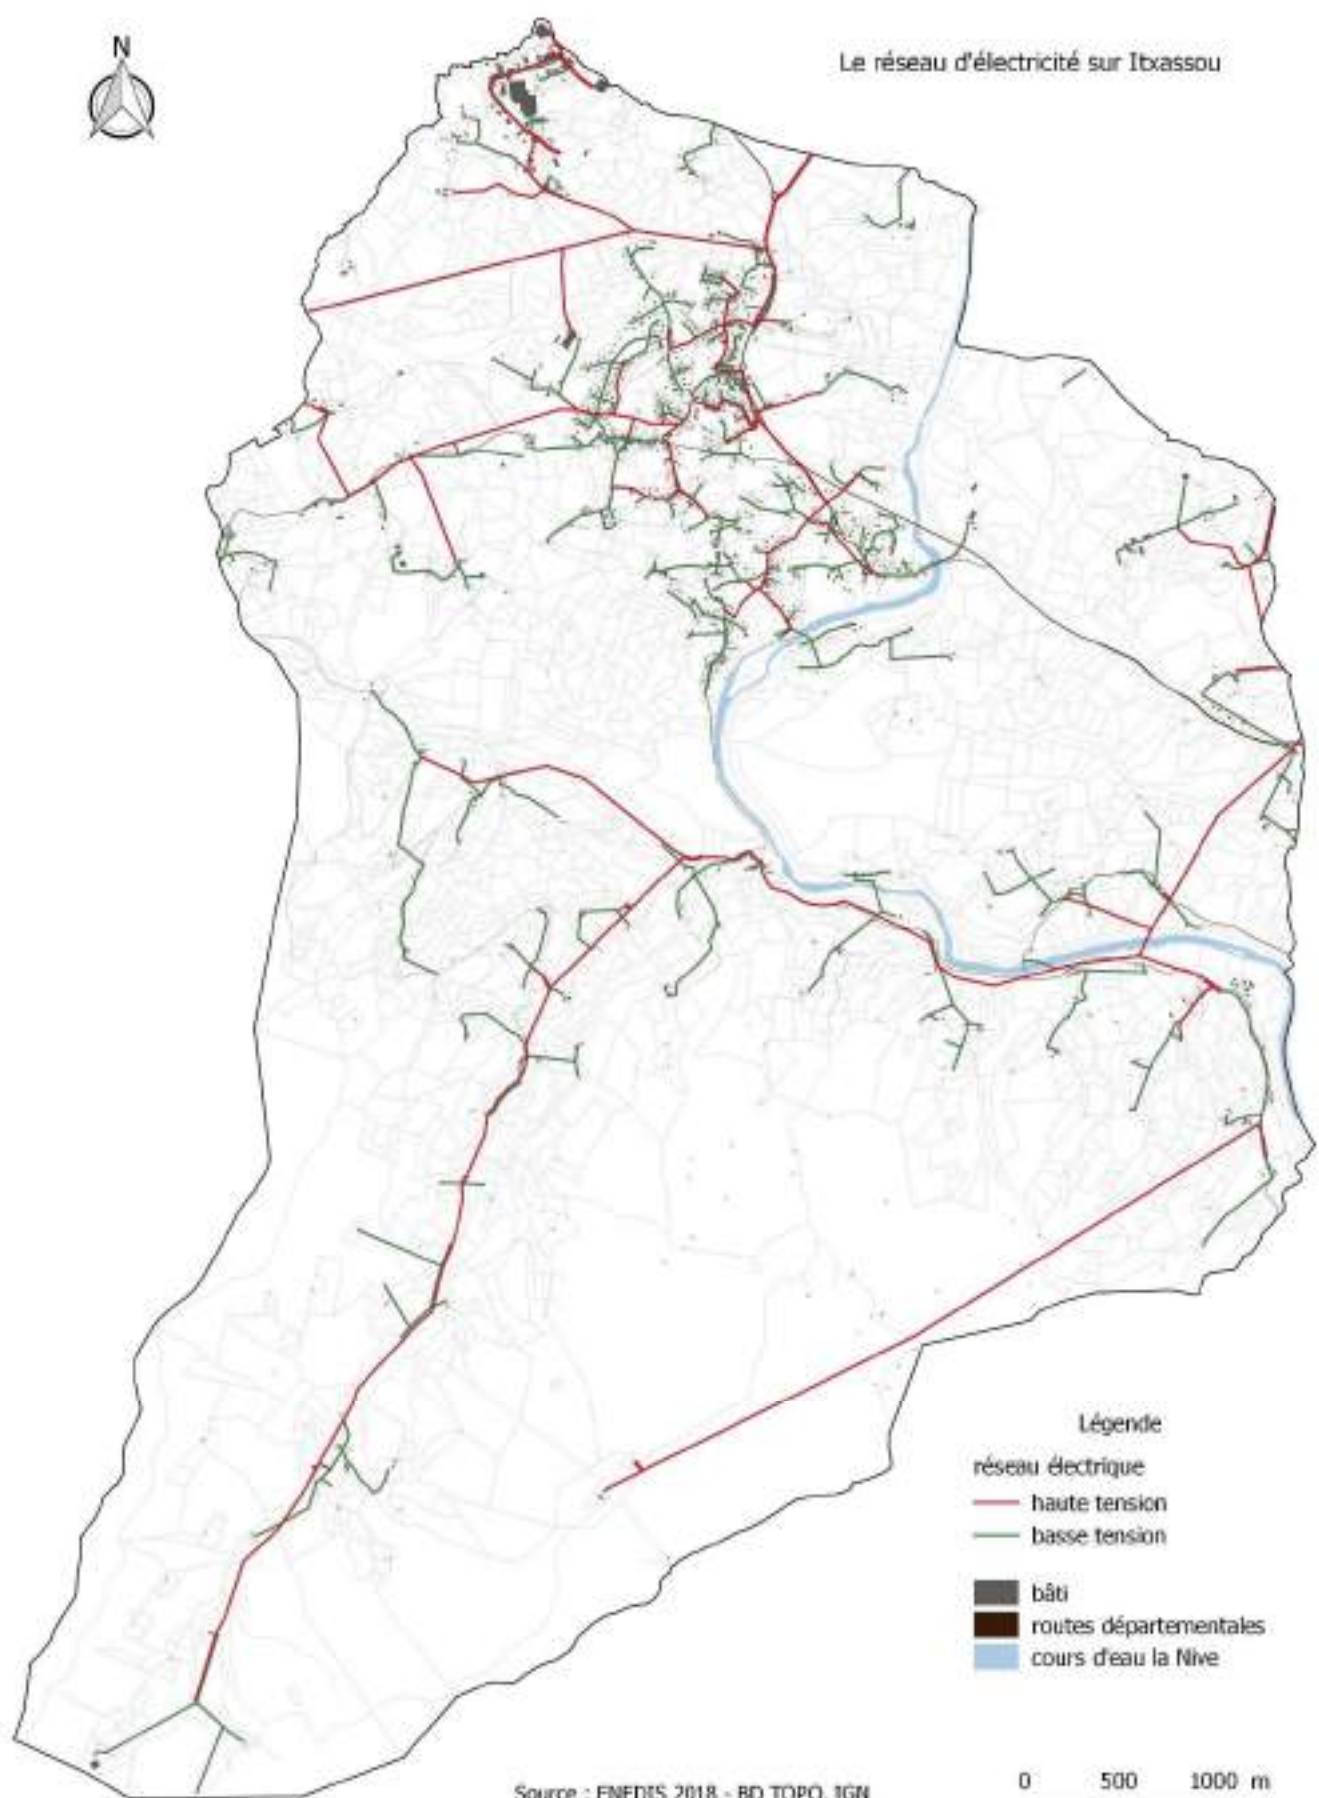 N
Le réseau d'électricité sur Itxassou
Légende
réseau électrique
haute tension
basse tension
bâti
routes départementales
cours d'eau la Nive
0 500 1000 m
Source : ENEDIS 2018 - BD TOPO, IGN